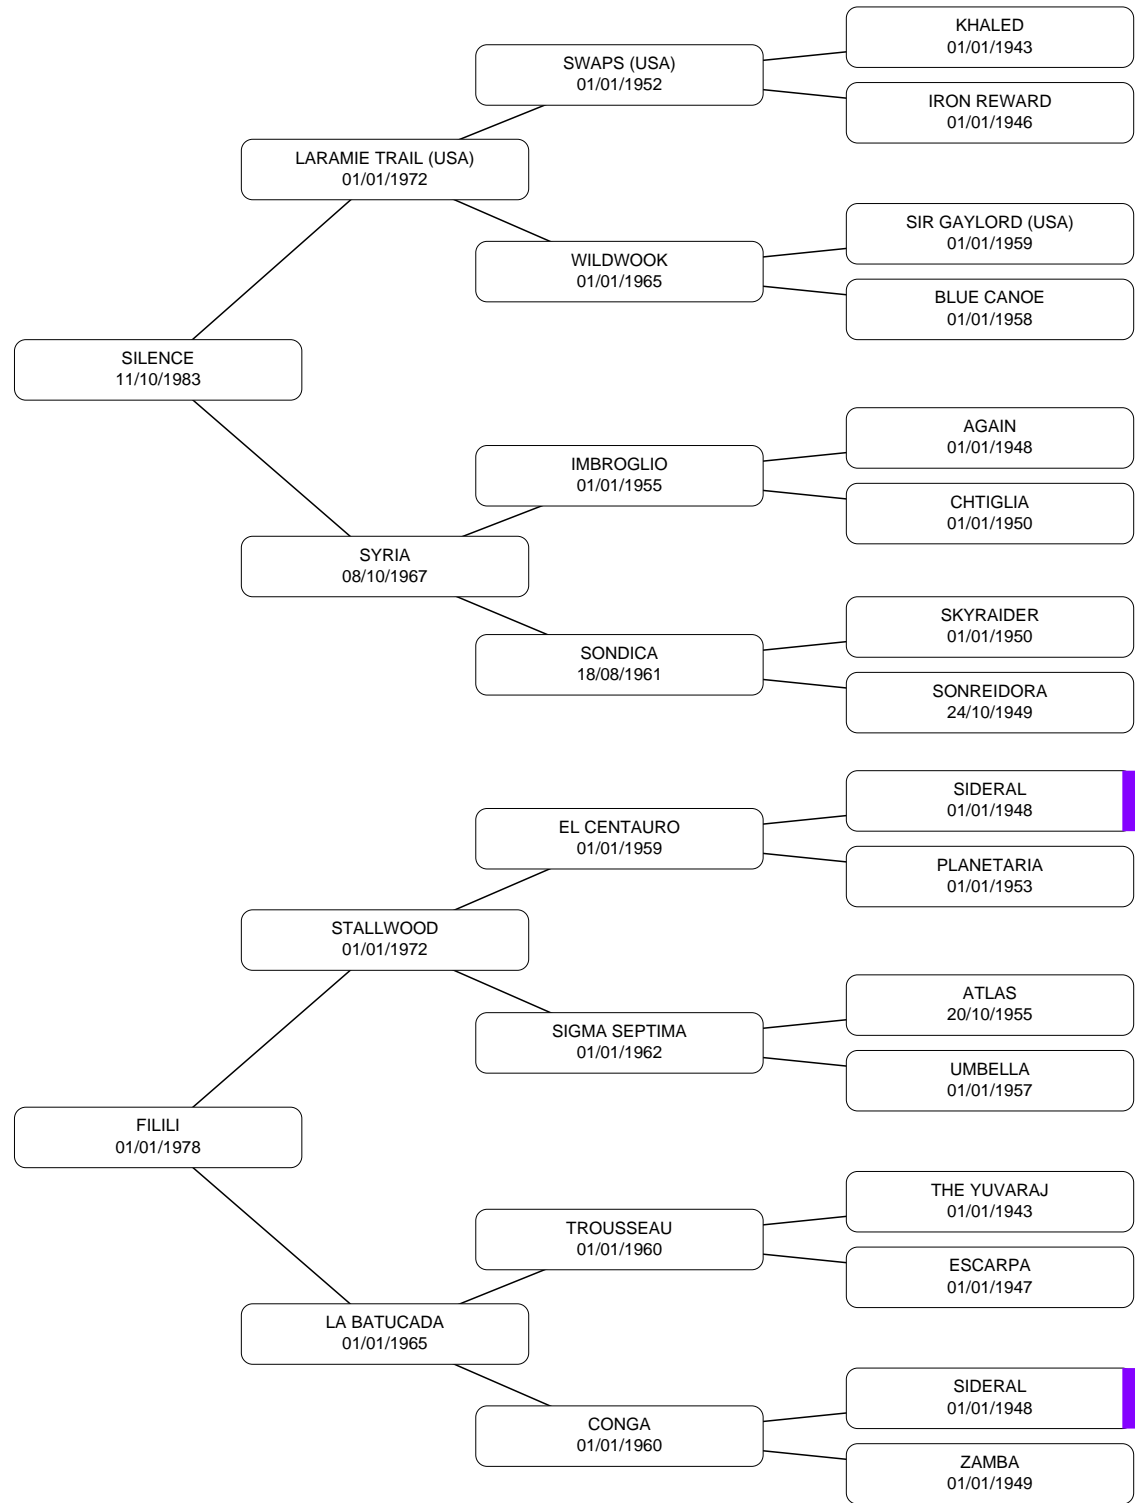 KHALED
01/01/1943
SWAPS (USA)
01/01/1952
IRON REWARD
01/01/1946
LARAMIE TRAIL (USA)
01/01/1972
SIR GAYLORD (USA)
01/01/1959
WILDWOOK
01/01/1965
BLUE CANOE
01/01/1958
SILENCE
11/10/1983
AGAIN
01/01/1948
IMBROGLIO
01/01/1955
CHTIGLIA
01/01/1950
SYRIA
08/10/1967
SKYRAIDER
01/01/1950
SONDICA
18/08/1961
SONREIDORA
24/10/1949
SIDERAL
01/01/1948
EL CENTAURO
01/01/1959
PLANETARIA
01/01/1953
STALLWOOD
01/01/1972
ATLAS
20/10/1955
SIGMA SEPTIMA
01/01/1962
UMBELLA
01/01/1957
FILILI
01/01/1978
THE YUVARAJ
01/01/1943
TROUSSEAU
01/01/1960
ESCARPA
01/01/1947
LA BATUCADA
01/01/1965
SIDERAL
01/01/1948
CONGA
01/01/1960
ZAMBA
01/01/1949